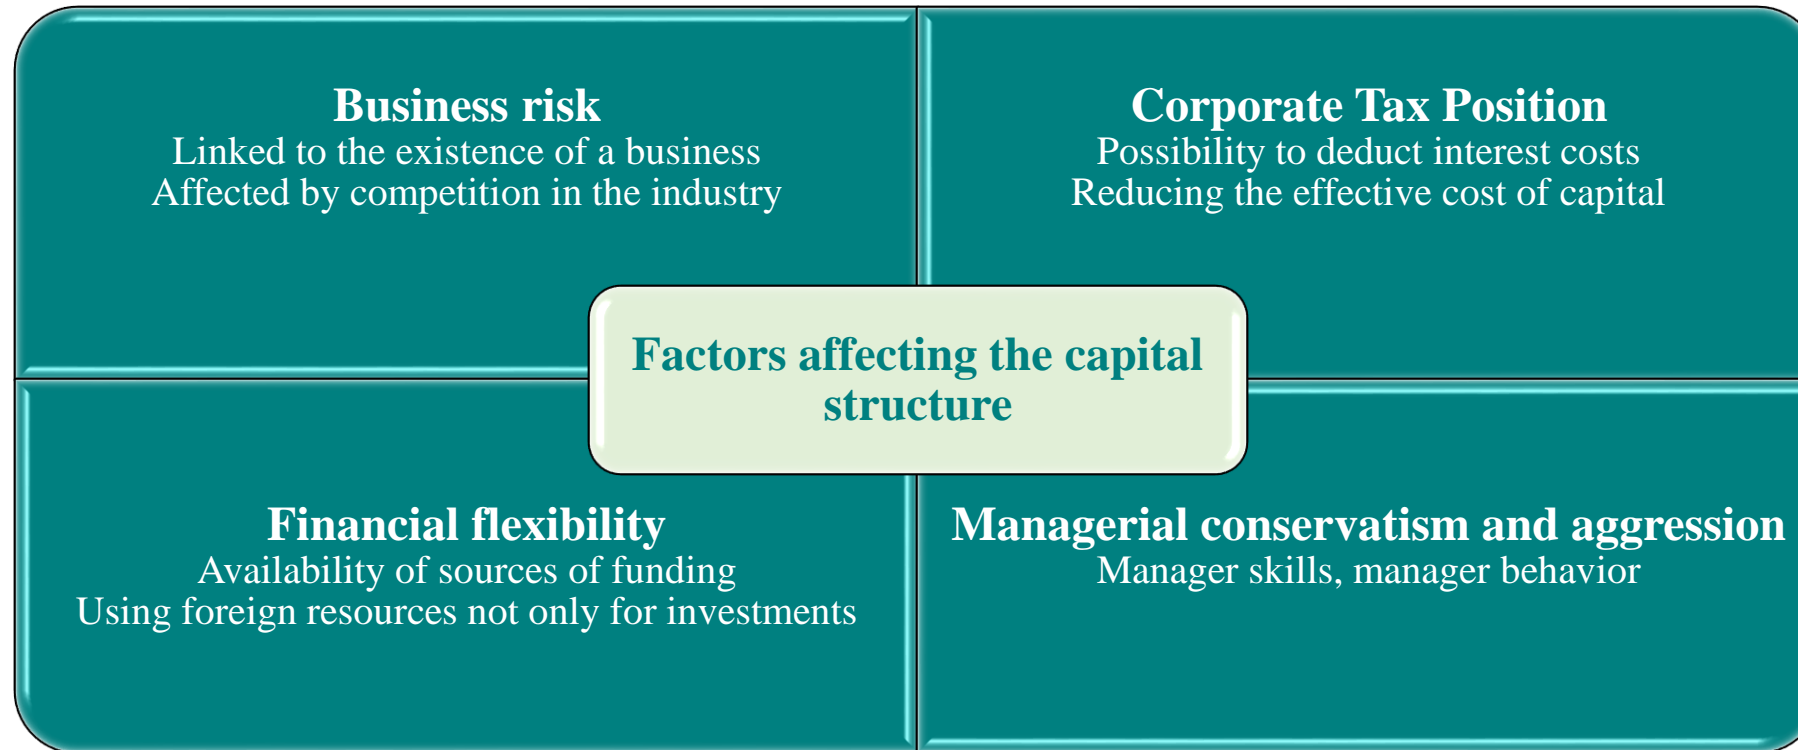 Business risk
Linked to the existence of a business
Affected by competition in the industry
Corporate Tax Position
Possibility to deduct interest costs
Reducing the effective cost of capital
Factors affecting the capital
structure
Financial flexibility
Availability of sources of funding
Using foreign resources not only for investments
Managerial conservatism and aggression
Manager skills, manager behavior